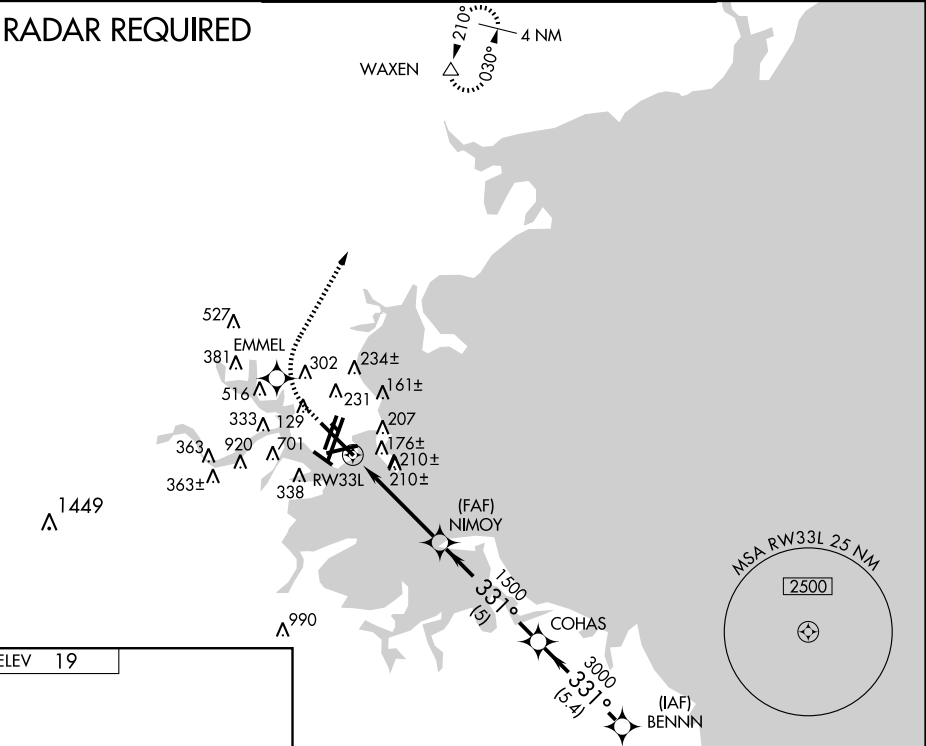 RADAR REQUIRED
210°
4 NM
WAXEN
030°
527
EMMEL
381
302
234±
516
231
161±
333
129
207
363
920
701
176±
210±
363±
338
RW33L
210±
1449
(FAF)
NIMOY
MSA RW33L 25 NM
2500
1500
331°
(5)
990
COHAS
ELEV 19
3000
331°
(5.4)
(IAF)
BENNN